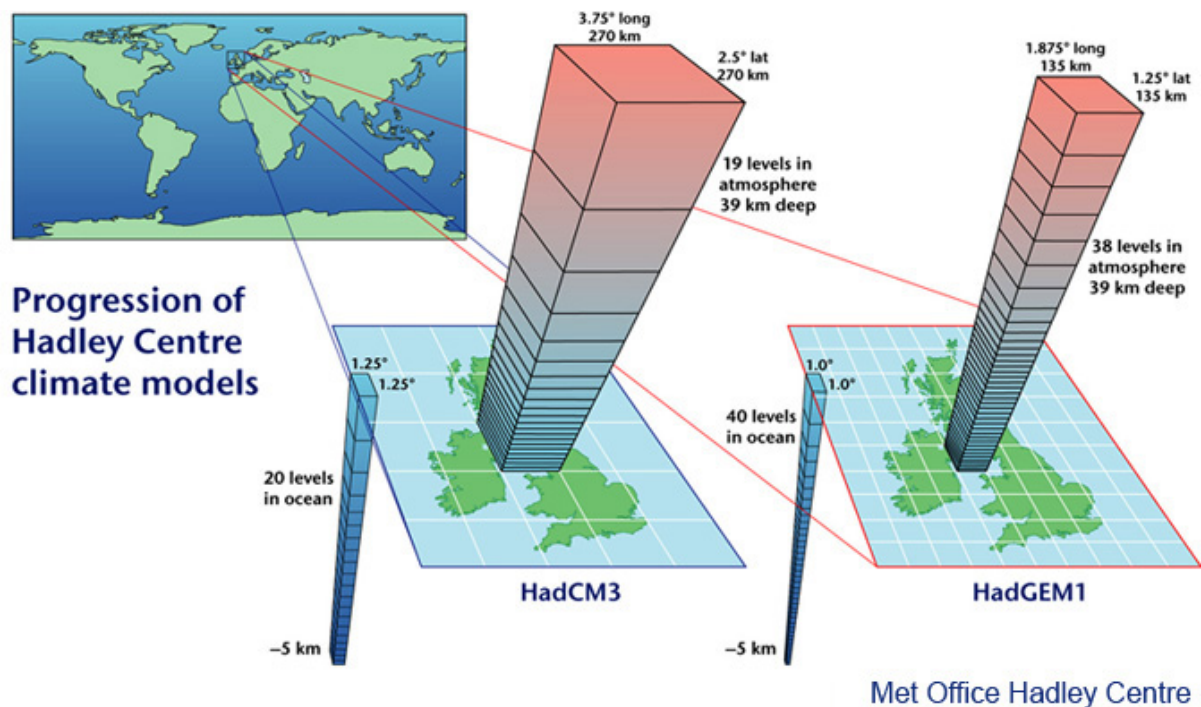 Progression of
Hadley Centre
climate models
3.75° long
270 km
2.5° lat
270 km
19 levels in
atmosphere
39 km deep
1.25°
1.25°
20 levels
in ocean
–5 km
HadCM3
1.875° long
135 km
1.25° lat
135 km
38 levels in
atmosphere
39 km deep
1.0°
1.0°
40 levels
in ocean
–5 km
HadGEM1
Met Office Hadley Centre